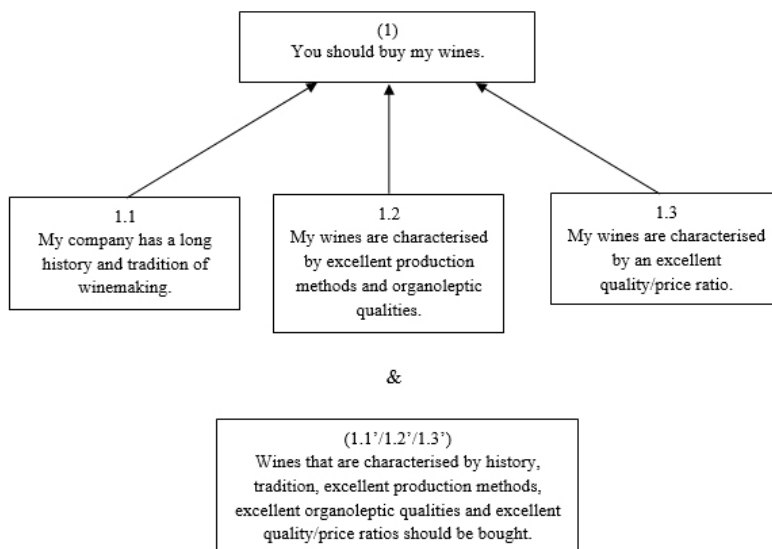 (1)
You should buy my wines.
1.1
My company has a long
history and tradition of
winemaking.
1.2
My wines are characterised
by excellent production
methods and organoleptic
qualities.
1.3
My wines are characterised
by an excellent
quality/price ratio.
&
(1.1’/1.2’/1.3’)
Wines that are characterised by history,
tradition, excellent production methods,
excellent organoleptic qualities and excellent
quality/price ratios should be bought.